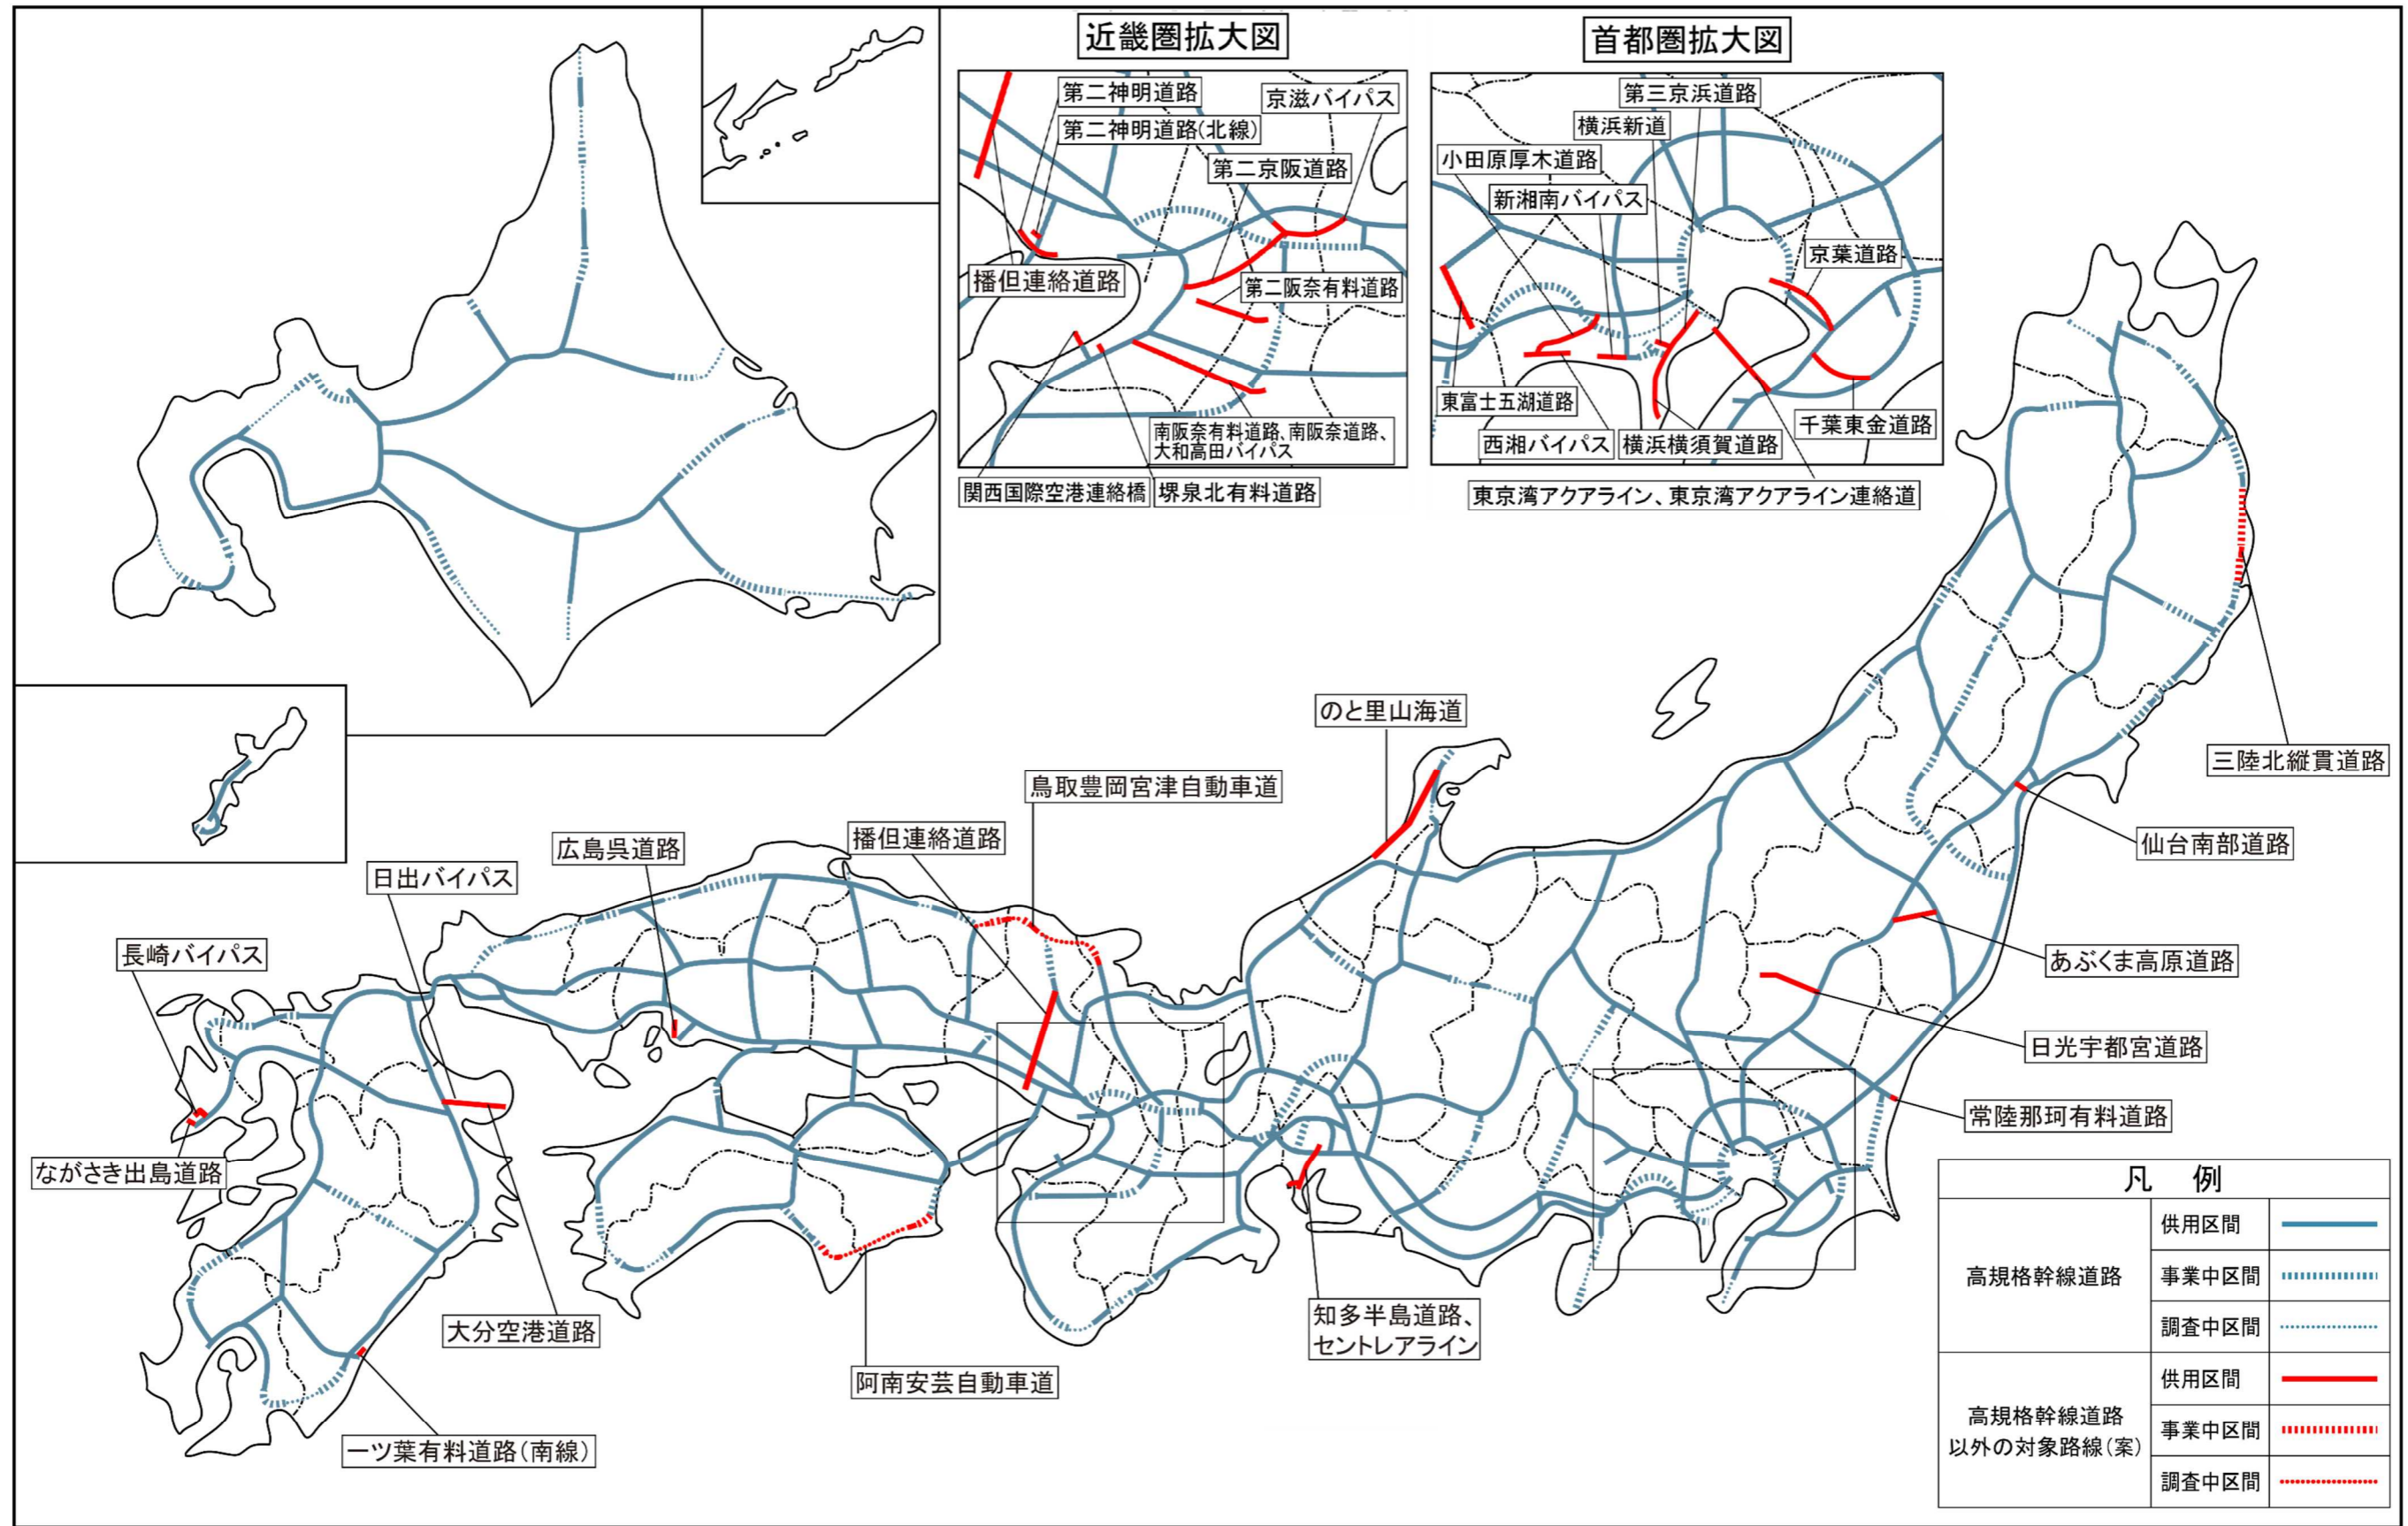 近畿圏拡大図
首都圏拡大図
第二神明道路
京滋バイパス
第二神明道路(北線)
第二京阪道路
播但連絡道路
第二阪奈有料道路
南阪奈有料道路、南阪奈道路、
大和高田バイパス
関西国際空港連絡橋
堺泉北有料道路
第三京浜道路
横浜新道
小田原厚木道路
新湘南バイパス
京葉道路
東富士五湖道路
千葉東金道路
西湘バイパス
横浜横須賀道路
東京湾アクアライン、東京湾アクアライン連絡道
のと里山海道
三陸北縦貫道路
鳥取豊岡宮津自動車道
播但連絡道路
広島呉道路
仙台南部道路
日出バイパス
長崎バイパス
あぶくま高原道路
日光宇都宮道路
常陸那珂有料道路
ながさき出島道路
大分空港道路
知多半島道路、
セントレアライン
阿南安芸自動車道
一ツ葉有料道路(南線)
凡 例
高規格幹線道路
供用区間
事業中区間
調査中区間
高規格幹線道路
以外の対象路線(案)
供用区間
事業中区間
調査中区間